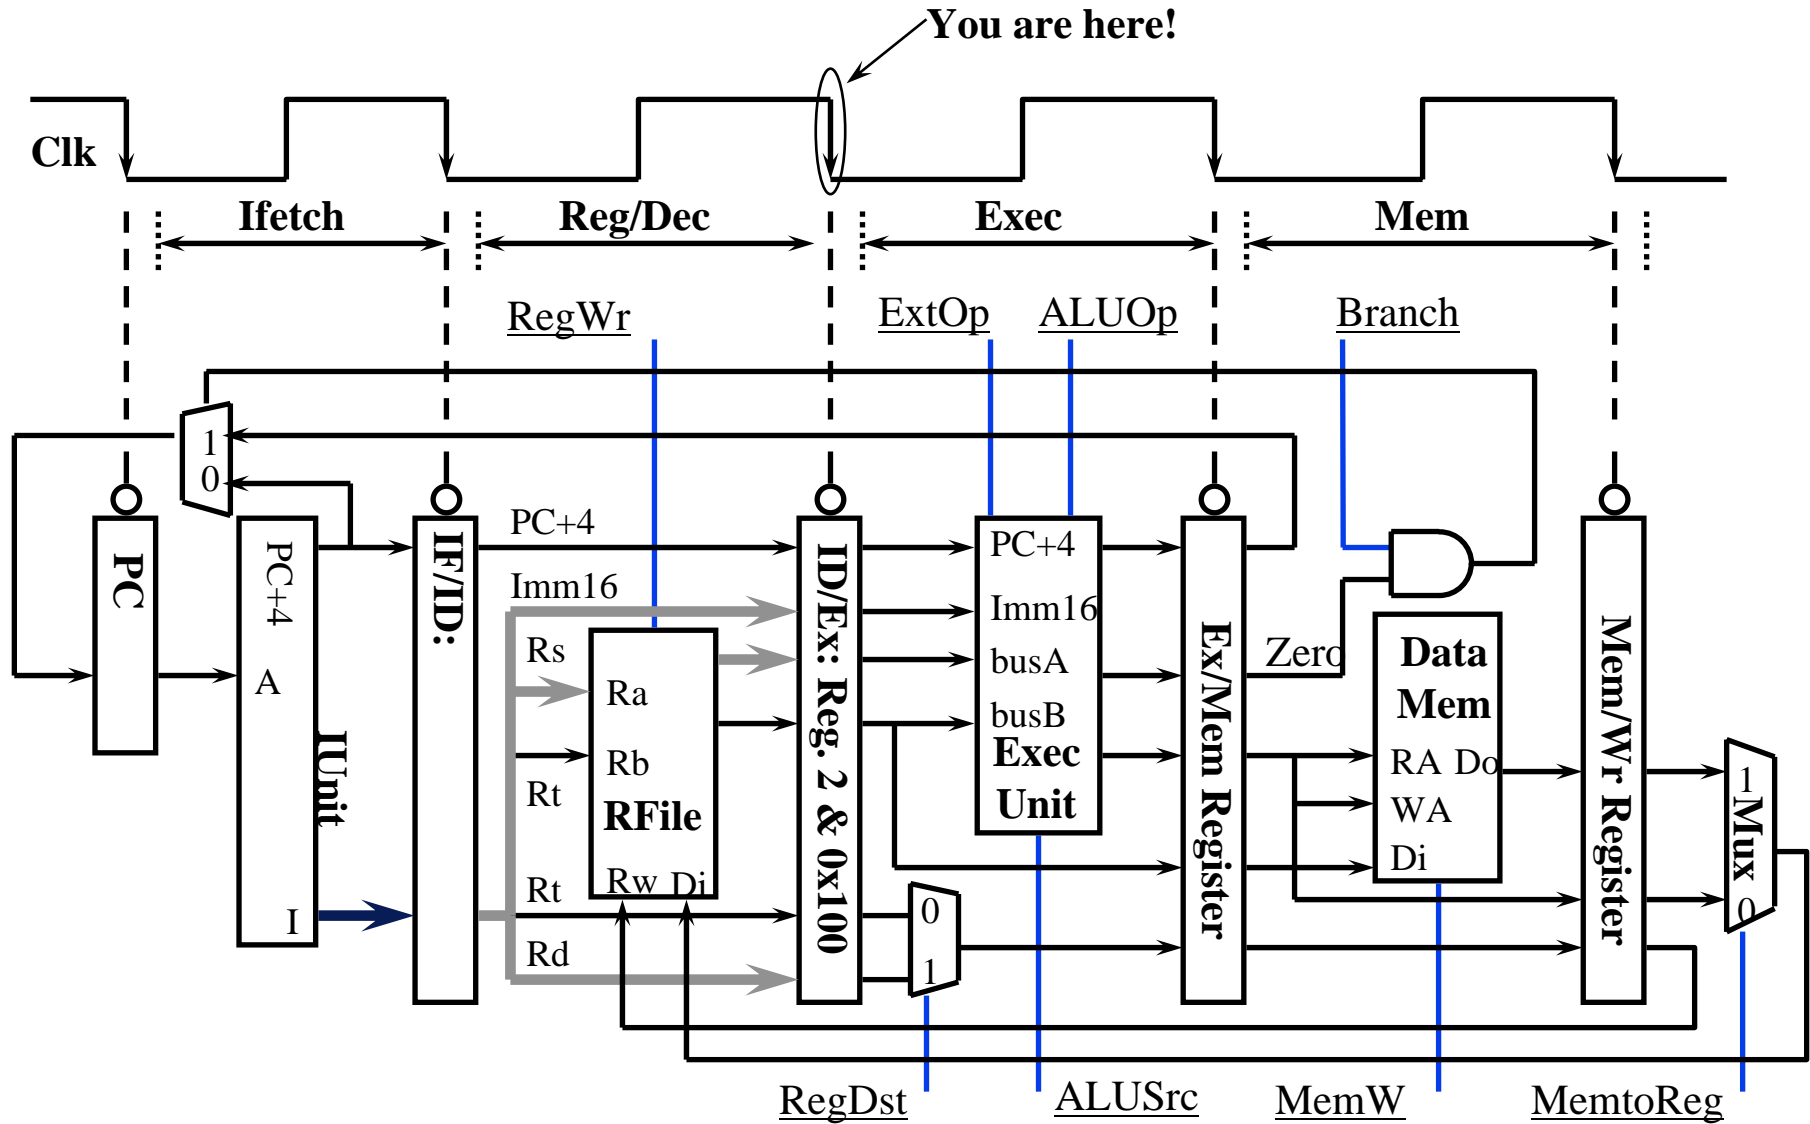 You are here!
Clk
Ifetch
Reg/Dec
Exec
Mem
RegWr
ExtOp
ALUOp
Branch
1
0
PC
PC+4
A
I
IUnit
IF/ID:
PC+4
Imm16
Rs
Ra
Rb
Rt
RFile
Rw Di
Rt
Rd
ID/Ex: Reg. 2 & 0x100
0
1
PC+4
Imm16
busA
busB
Exec
Unit
Ex/Mem Register
Zero
Data
Mem
RA Do
WA
Di
Mem/Wr Register
1
Mux
0
RegDst
ALUSrc
MemW
MemtoReg